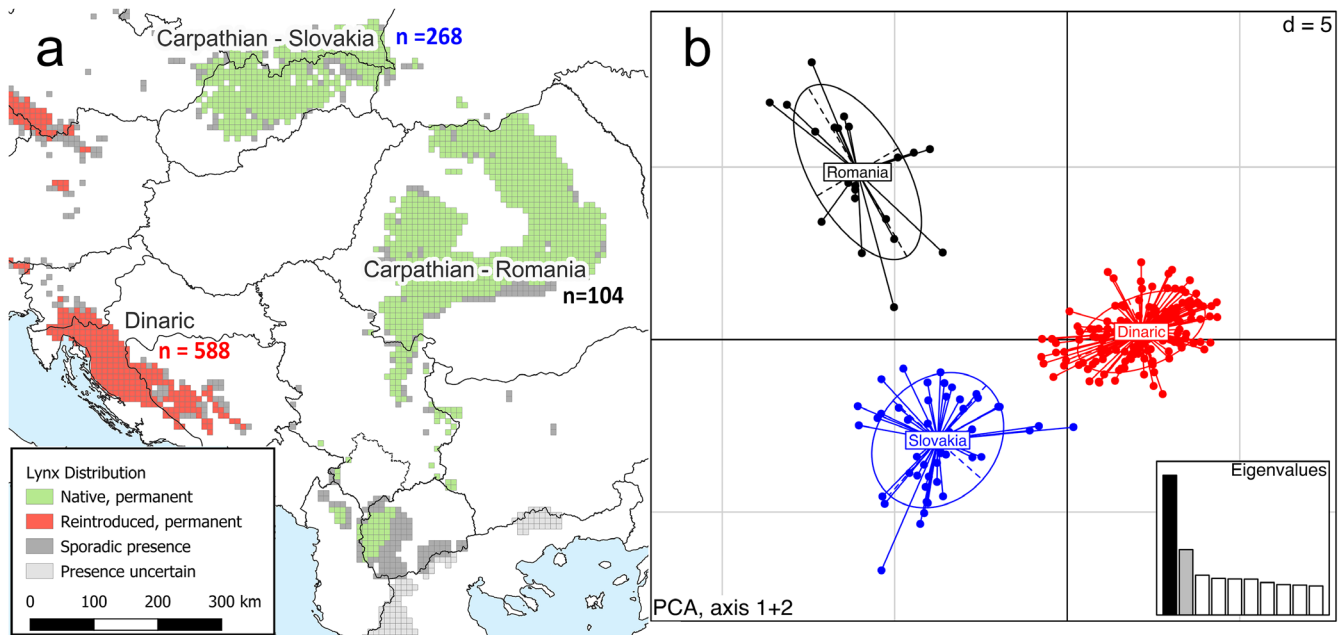 a
Carpathian - Slovakia
n =268
Carpathian - Romania
n=104
Dinaric
n = 588
Lynx Distribution
Native, permanent
Reintroduced, permanent
Sporadic presence
Presence uncertain
0 100 200 300 km
b
d = 5
Romania
Dinaric
Slovakia
Eigenvalues
PCA, axis 1+2